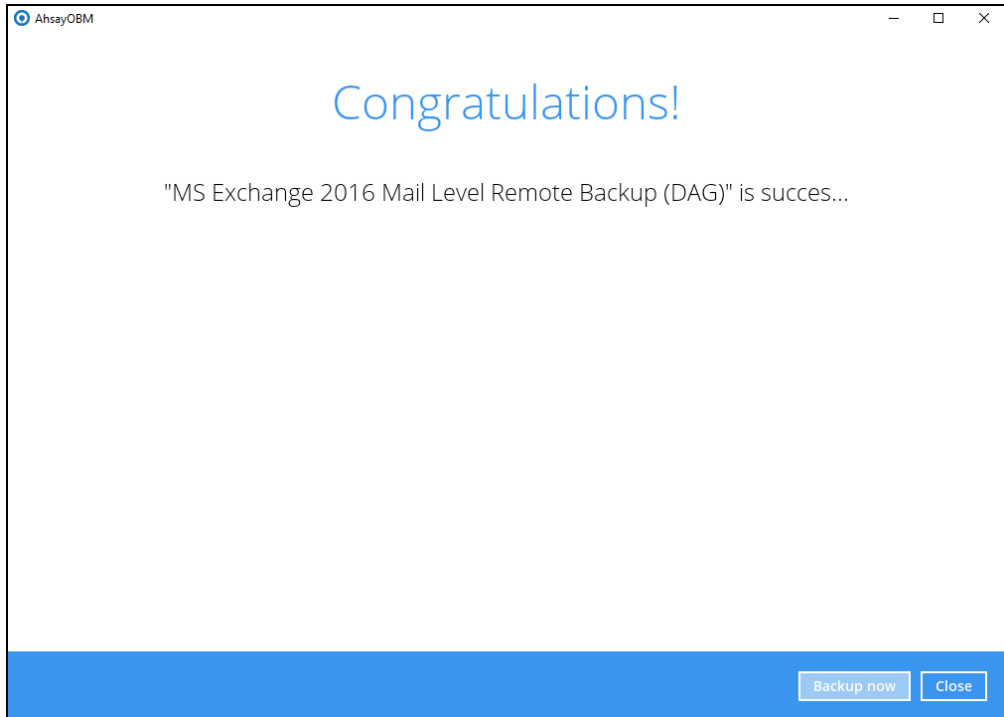 AhsayOBM
Congratulations!
"MS Exchange 2016 Mail Level Remote Backup (DAG)" is succes...
Backup now
Close